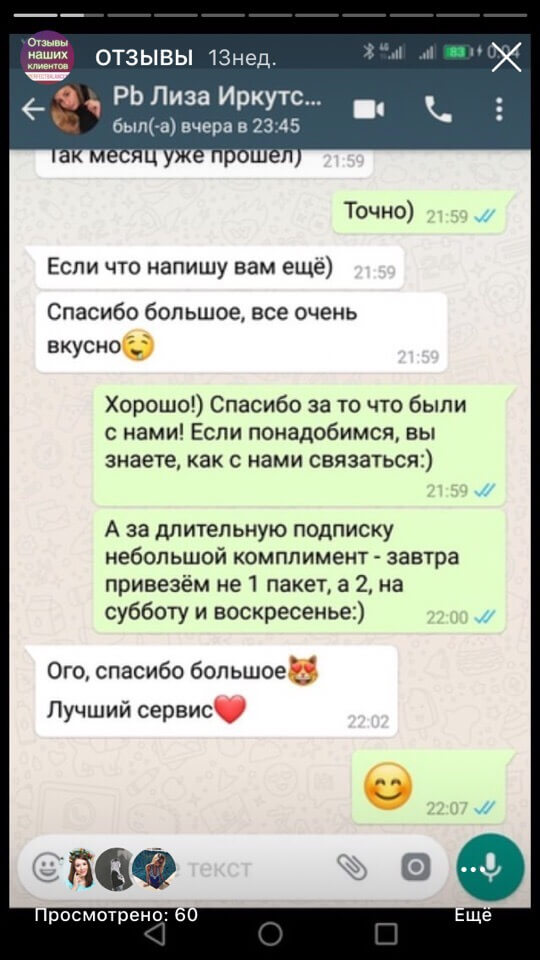 Отзывы
наших
клиентов
ОТЗЫВЫ 13нед.
4G
83
0:04
Pb Лиза Иркутс...
был(-а) вчера в 23:45
Так месяц уже прошел) 21:59
Точно) 21:59
Если что напишу вам ещё) 21:59
Спасибо большое, все очень
вкусно🤤
21:59
Хорошо!) Спасибо за то что были
с нами! Если понадобимся, вы
знаете, как с нами связаться:)
21:59
А за длительную подписку
небольшой комплимент - завтра
привезём не 1 пакет, а 2, на
субботу и воскресенье:) 22:00
Ого, спасибо большое😻
Лучший сервис❤️
22:02
😊 22:07
текст
Просмотрено: 60
Ещё